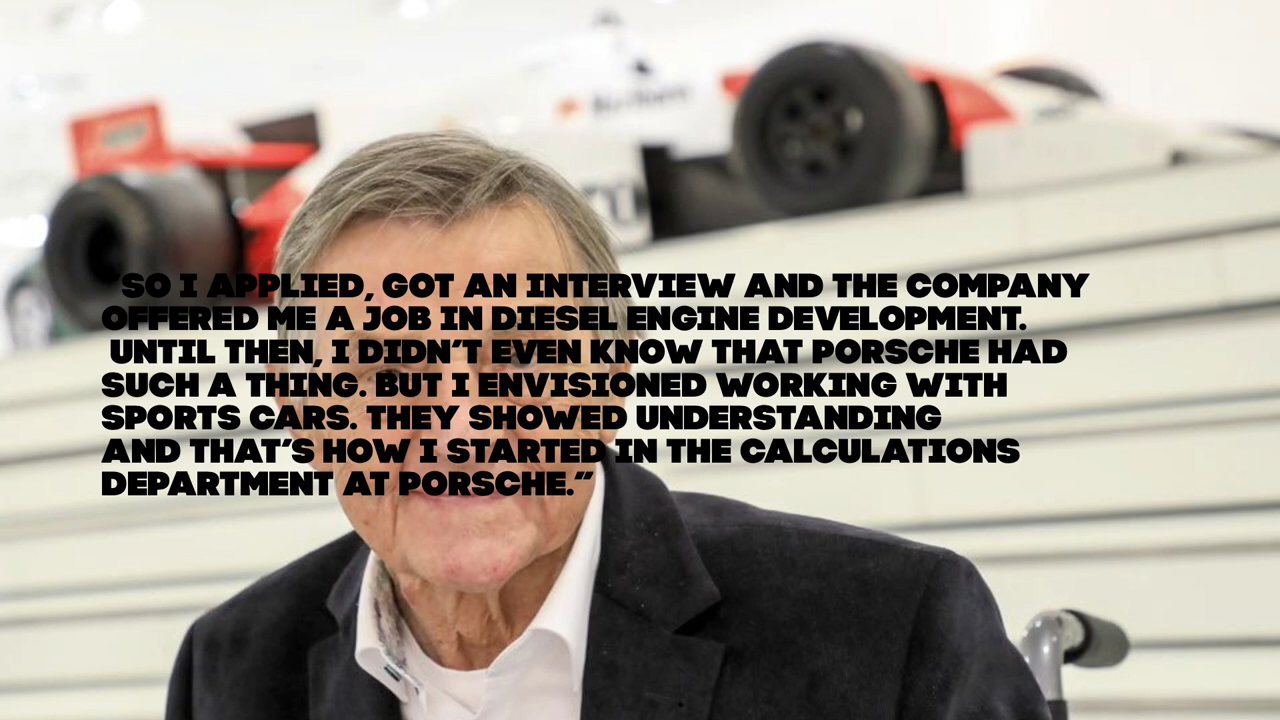 "SO I APPLIED, GOT AN INTERVIEW AND THE COMPANY
OFFERED ME A JOB IN DIESEL ENGINE DEVELOPMENT.
UNTIL THEN, I DIDN'T EVEN KNOW THAT PORSCHE HAD
SUCH A THING. BUT I ENVISIONED WORKING WITH
SPORTS CARS. THEY SHOWED UNDERSTANDING
AND THAT'S HOW I STARTED IN THE CALCULATIONS
DEPARTMENT AT PORSCHE."